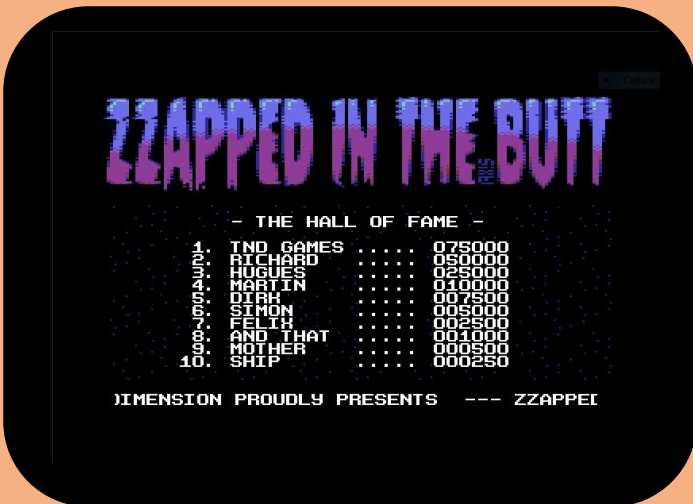 ZZAPPED IN THE BUTT
- THE HALL OF FAME -
1. TND GAMES ..... 075000
2. RICHARD ..... 050000
3. HUGUES ..... 025000
4. MARTIN ..... 010000
5. DIRK ..... 007500
6. SIMON ..... 005000
7. FELIX ..... 002500
8. AND THAT ..... 001000
9. MOTHER ..... 000500
10. SHIP ..... 000250
DIMENSION PROUDLY PRESENTS --- ZZAPPED